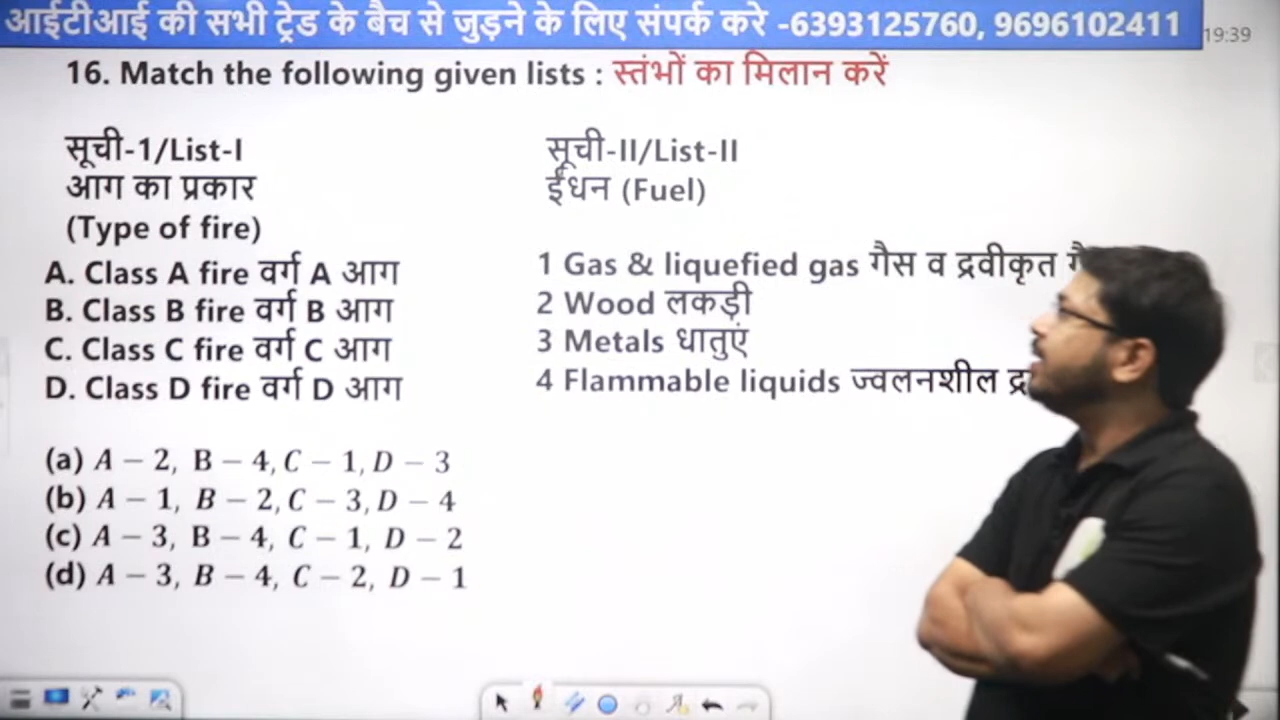 आईटीआई की सभी ट्रेड के बैच से जुड़ने के लिए संपर्क करे -6393125760, 9696102411
19:39
16. Match the following given lists : स्तंभों का मिलान करें
सूची-1/List-I
आग का प्रकार
(Type of fire)
A. Class A fire वर्ग A आग
B. Class B fire वर्ग B आग
C. Class C fire वर्ग C आग
D. Class D fire वर्ग D आग
सूची-II/List-II
ईंधन (Fuel)
1 Gas & liquefied gas गैस व द्रवीकृत
2 Wood लकड़ी
3 Metals धातुएं
4 Flammable liquids ज्वलनशील
(a) A – 2, B – 4, C – 1, D – 3
(b) A – 1, B – 2, C – 3, D – 4
(c) A – 3, B – 4, C – 1, D – 2
(d) A – 3, B – 4, C – 2, D – 1